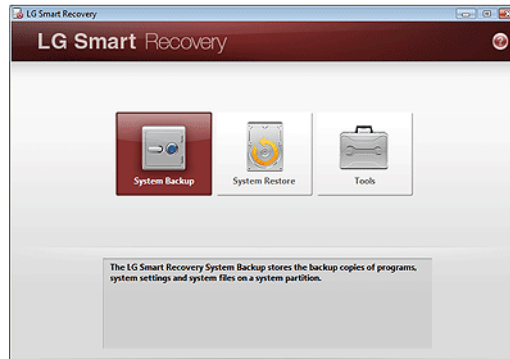 LG Smart Recovery
LG Smart Recovery
System Backup
System Restore
Tools
The LG Smart Recovery System Backup stores the backup copies of programs,
system settings and system files on a system partition.